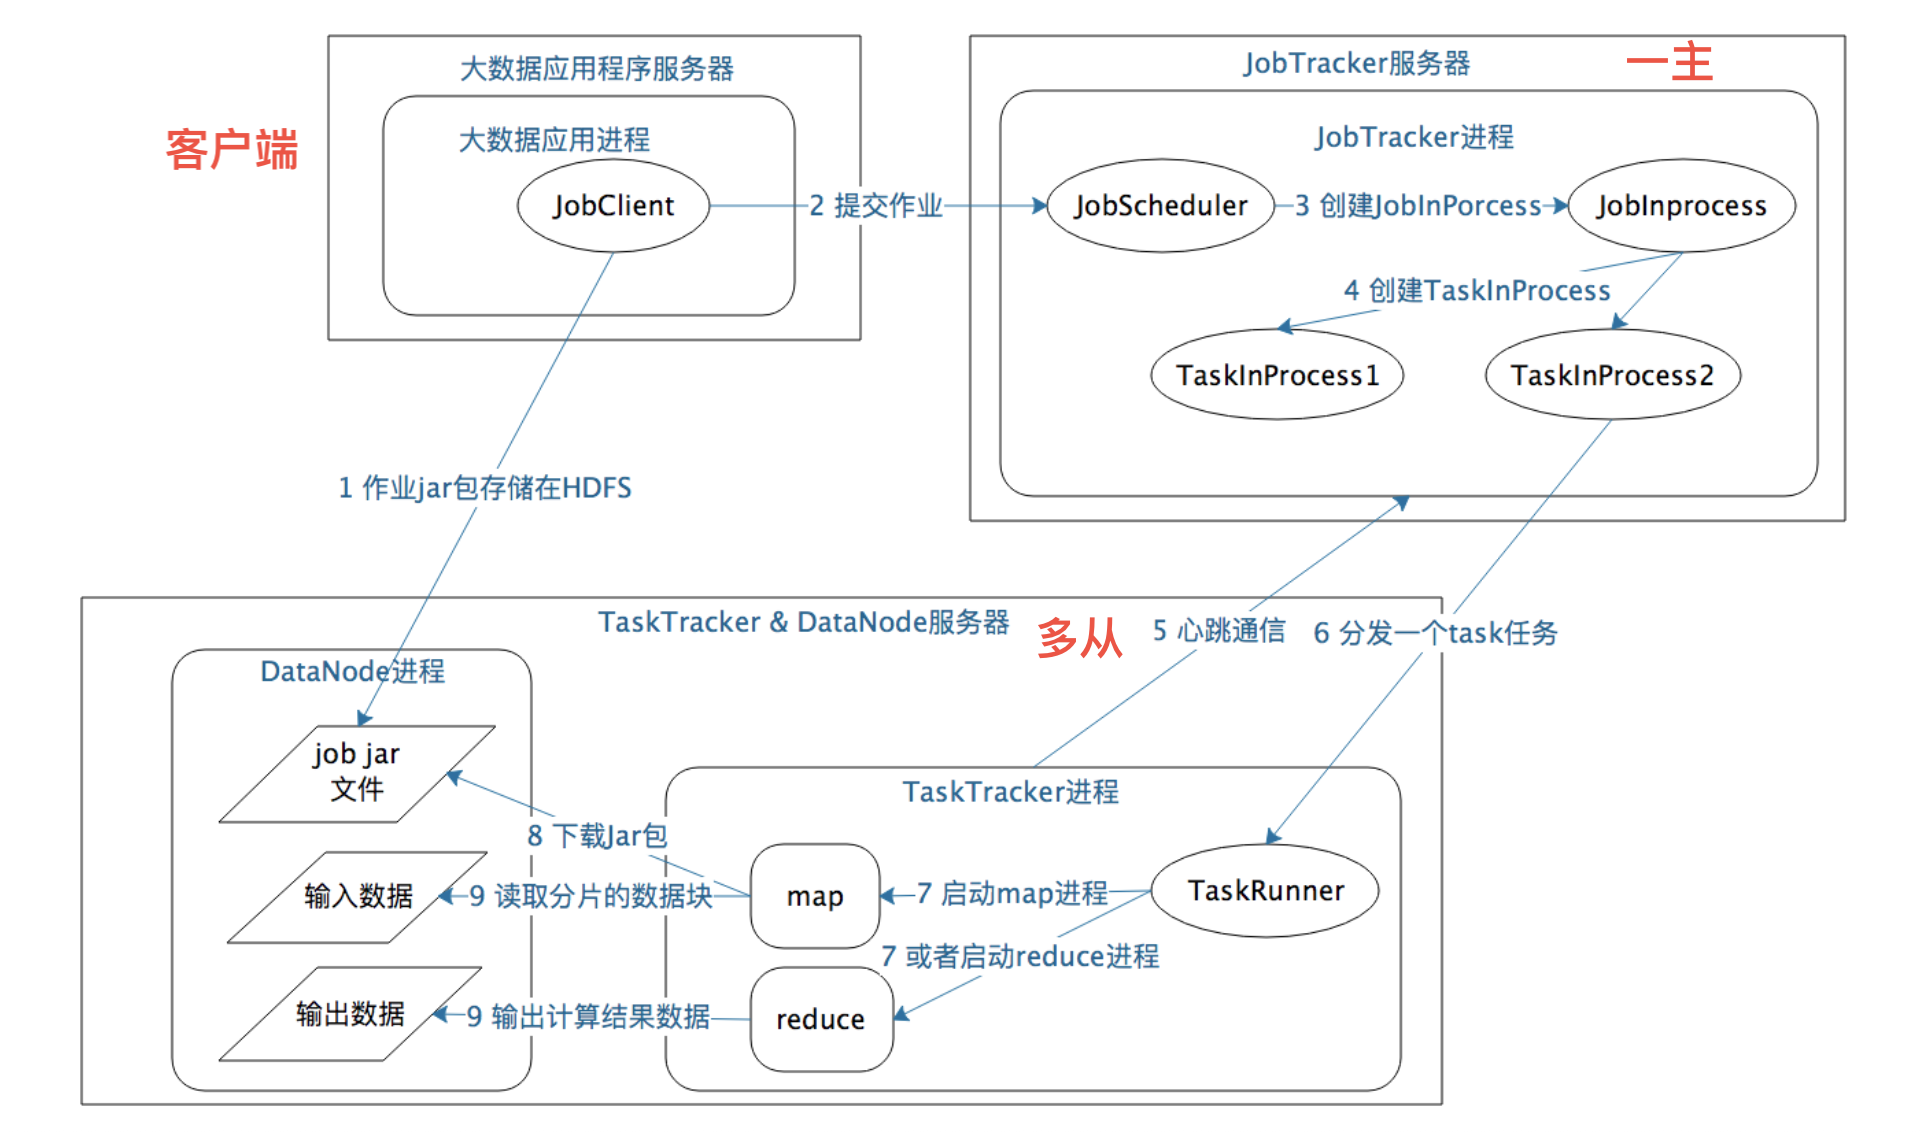 大数据应用程序服务器
大数据应用进程
JobClient
客户端
2 提交作业
JobTracker服务器
一主
JobTracker进程
JobScheduler
3 创建JobInPorcess
JobInprocess
4 创建TaskInProcess
TaskInProcess1
TaskInProcess2
1 作业jar包存储在HDFS
TaskTracker & DataNode服务器
多从
5 心跳通信
6 分发一个task任务
DataNode进程
job jar
文件
输入数据
输出数据
TaskTracker进程
8 下载Jar包
9 读取分片的数据块
map
7 启动map进程
TaskRunner
7 或者启动reduce进程
9 输出计算结果数据
reduce